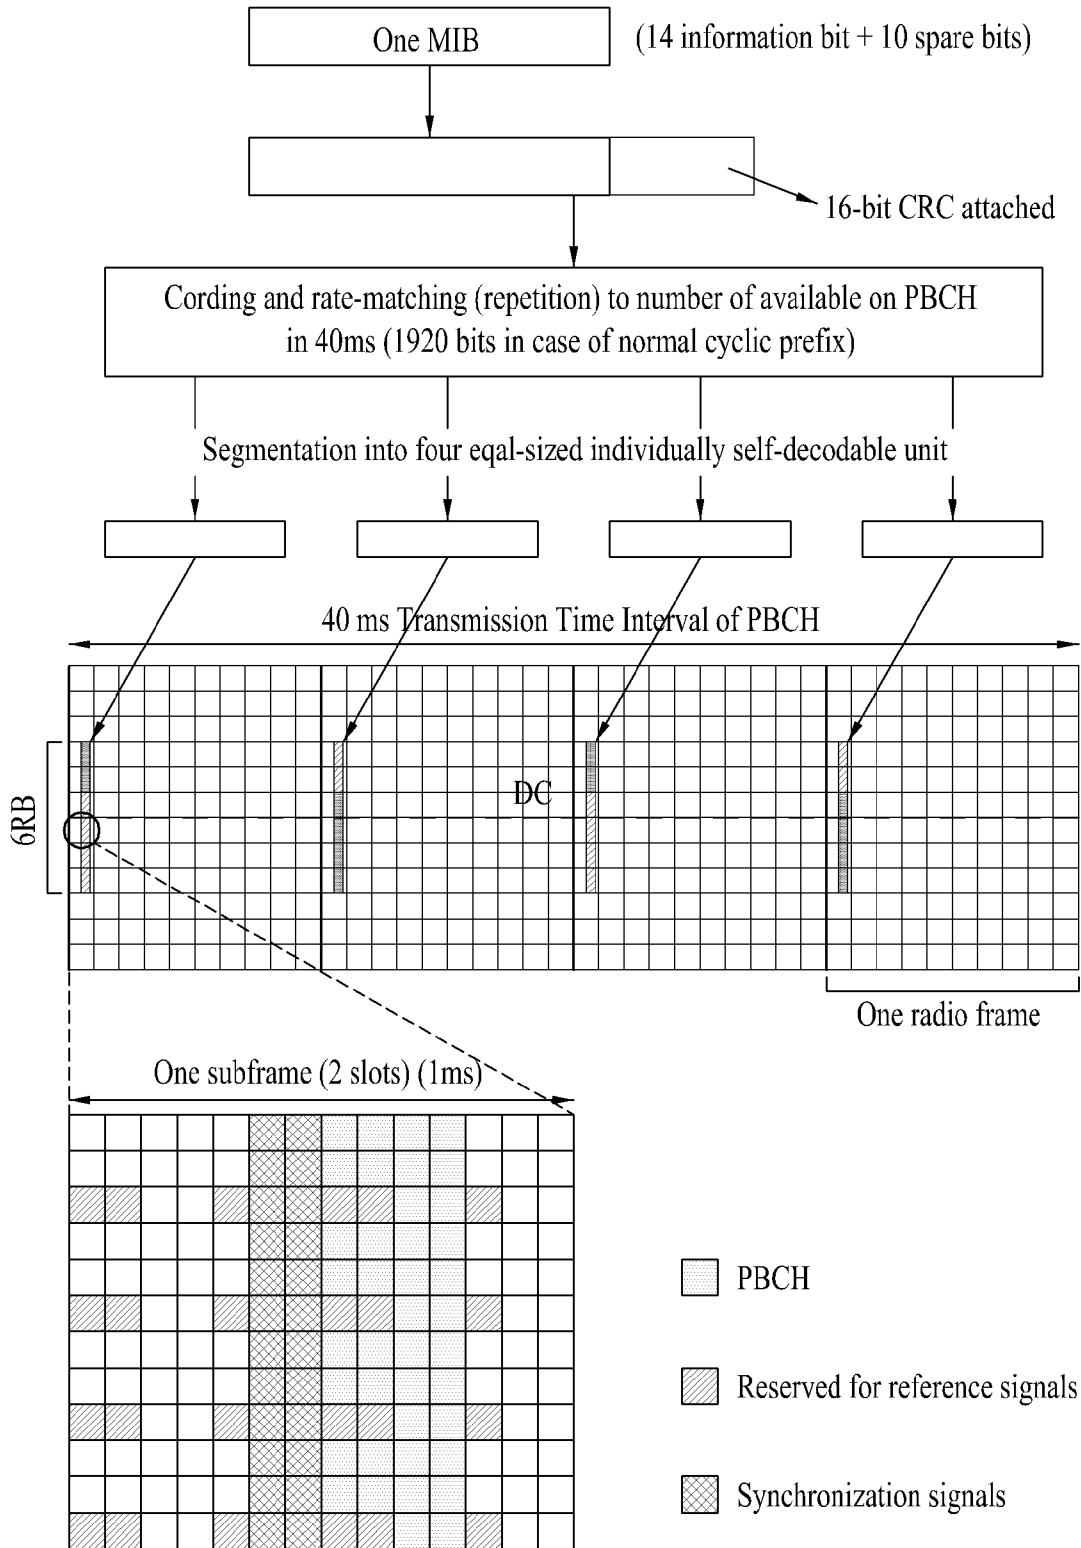 One MIB
(14 information bit + 10 spare bits)
16-bit CRC attached
Cording and rate-matching (repetition) to number of available on PBCH
in 40ms (1920 bits in case of normal cyclic prefix)
Segmentation into four eqal-sized individually self-decodable unit
40 ms Transmission Time Interval of PBCH
6RB
DC
One radio frame
One subframe (2 slots) (1ms)
PBCH
Reserved for reference signals
Synchronization signals